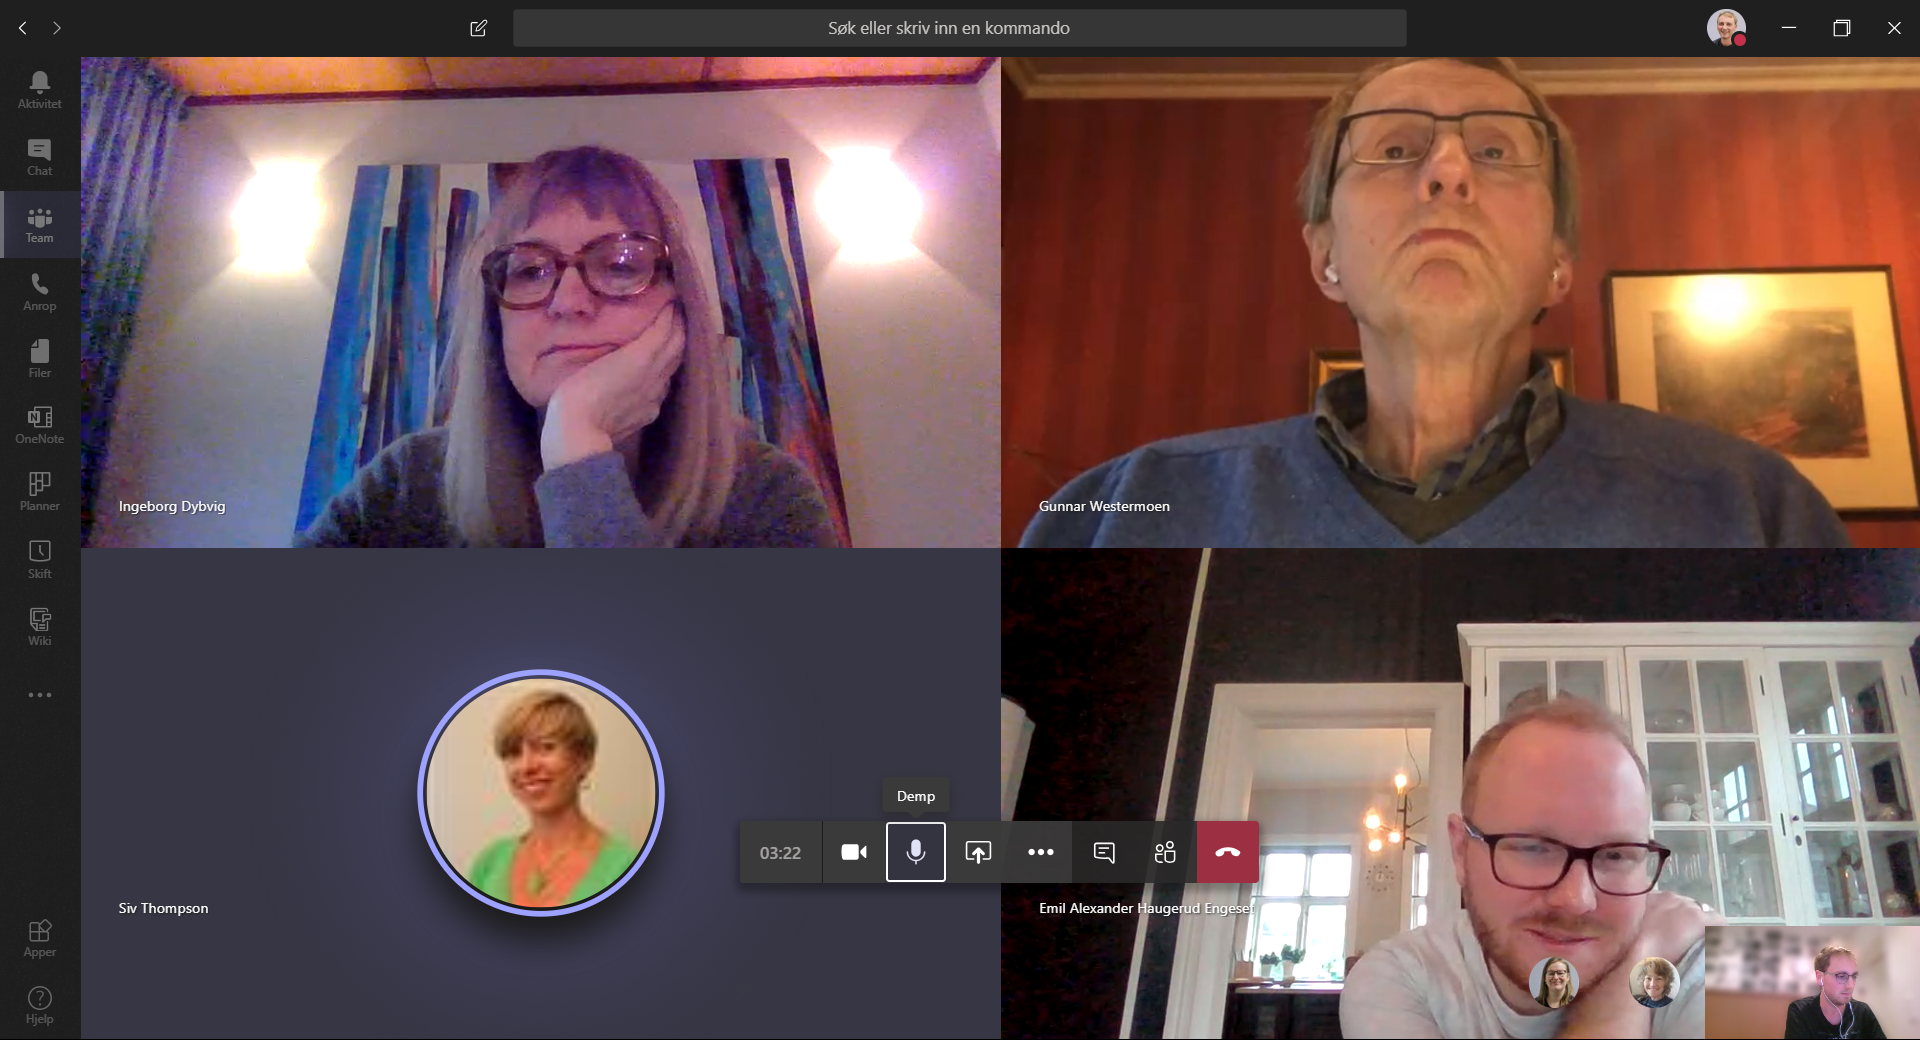 Søk eller skriv inn en kommando
Aktivitet
Chat
Team
Anrop
Filer
N
OneNote
Planner
Skift
Wiki
Apper
Hjelp
Ingeborg Dybvig
Gunnar Westermoen
Siv Thompson
Demp
03:22
Emil Alexander Haugerud Engeset